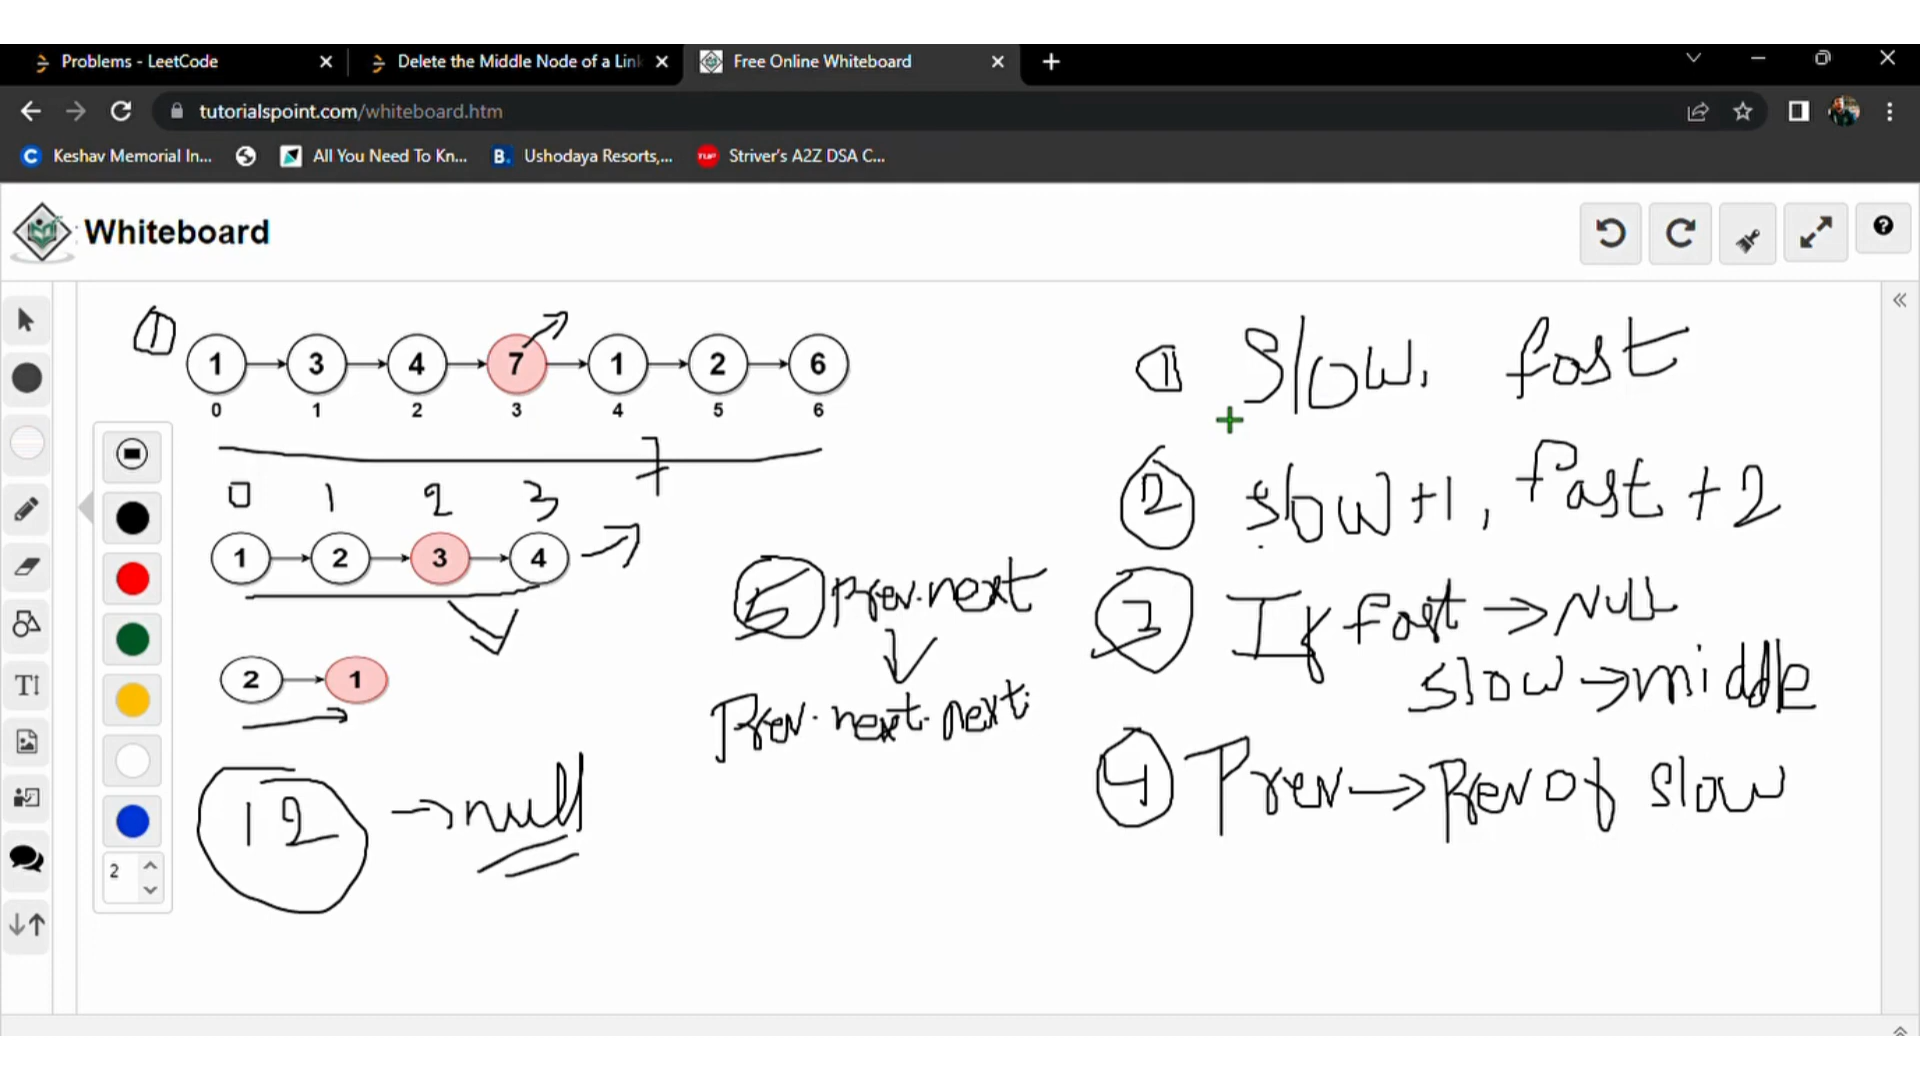 Problems - LeetCode
Delete the Middle Node of a Link
Free Online Whiteboard
tutorialspoint.com/whiteboard.htm
Keshav Memorial In...
All You Need To Kn...
B. Ushodaya Resorts,...
TUF Striver's A2Z DSA C...
Whiteboard
1
1 3 4 7 1 2 6
0 1 2 3 4 5 6
7
0 1 2 3
1 2 3 4
2 1
1 2 → null
2
5 Prev.next
Prev.next.next
1 Slow, fast
2 slow+1, fast+2
3 If fast → Null
slow → middle
4 Prev → Prev of slow